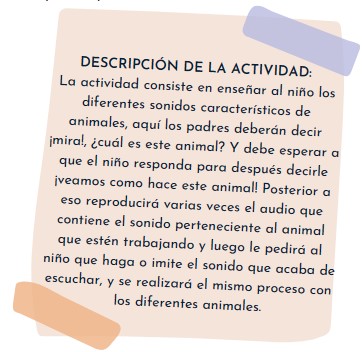 DESCRIPCIÓN DE LA ACTIVIDAD:
La actividad consiste en enseñar al niño los
diferentes sonidos característicos de
animales, aquí los padres deberán decir
¡mira!, ¿cuál es este animal? Y debe esperar a
que el niño responda para después decirle
¡veamos como hace este animal! Posterior a
eso reproducirá varias veces el audio que
contiene el sonido perteneciente al animal
que estén trabajando y luego le pedirá al
niño que haga o imite el sonido que acaba de
escuchar, y se realizará el mismo proceso con
los diferentes animales.